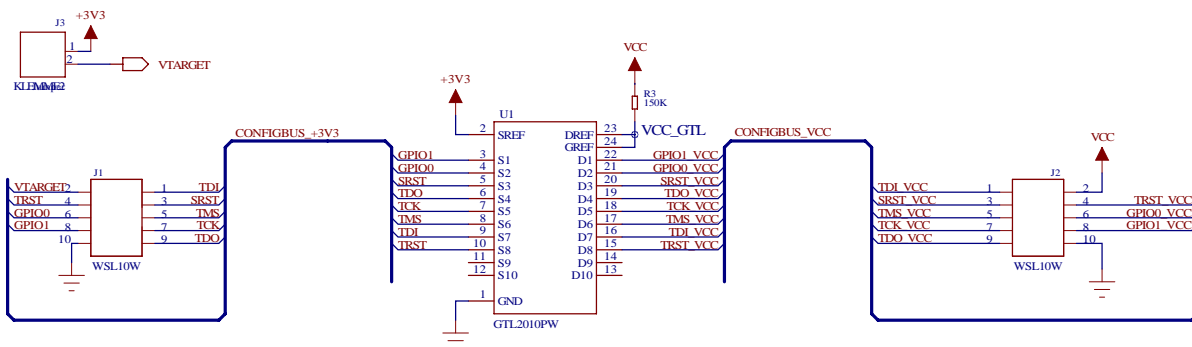 J3
+3V3
1
2
VTARGET
+3V3
VCC
R3
150K
VCC_GTL
U1
2 SREF
DREF 23
GREF 24
GPIO1 3 S1
D1 22 GPIO1_VCC
GPIO0 4 S2
D2 21 GPIO0_VCC
SRST 5 S3
D3 20 SRST_VCC
TDO 6 S4
D4 19 TDO_VCC
TCK 7 S5
D5 18 TCK_VCC
TMS 8 S6
D6 17 TMS_VCC
TDI 9 S7
D7 16 TDI_VCC
TRST 10 S8
D8 15 TRST_VCC
11 S9
D9 14
12 S10
D10 13
1 GND
GTL2010PW
CONFIGBUS_+3V3
CONFIGBUS_VCC
J1
VTARGET 2
1 TDI
TRST 4
3 SRST
GPIO0 6
5 TMS
GPIO1 8
7 TCK
10
9 TDO
WSL10W
VCC
J2
TDI_VCC 1
2
SRST_VCC 3
4 TRST_VCC
TMS_VCC 5
6 GPIO0_VCC
TCK_VCC 7
8 GPIO1_VCC
TDO_VCC 9
10
WSL10W